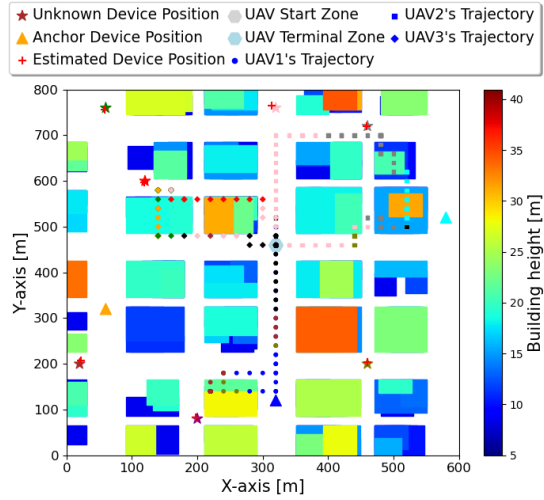 Unknown Device Position
UAV Start Zone
UAV2's Trajectory
Anchor Device Position
UAV Terminal Zone
UAV3's Trajectory
Estimated Device Position
UAV1's Trajectory
800
700
600
500
400
300
200
100
0
Y-axis [m]
0
100
200
300
400
500
600
X-axis [m]
40
35
30
25
20
15
10
5
Building height [m]